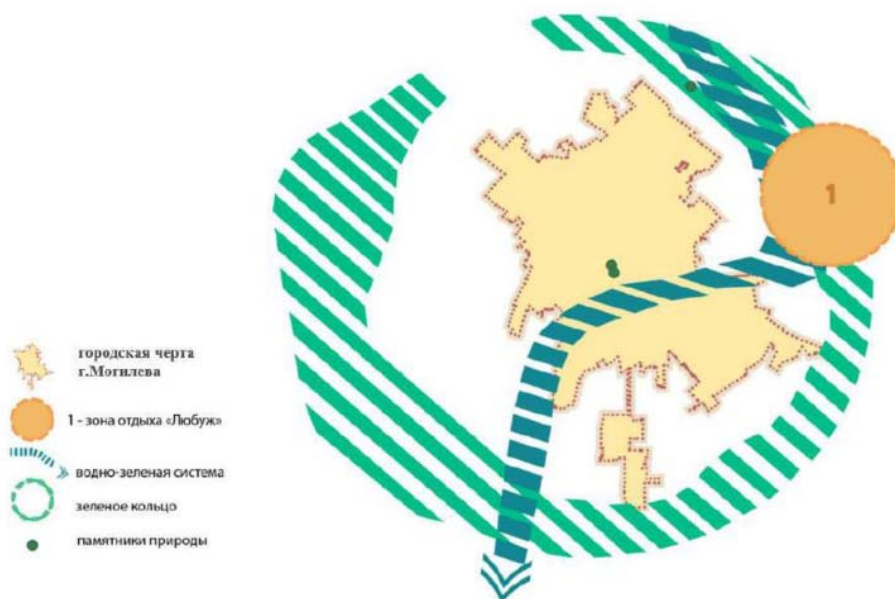 1
городская черта
г.Могилева
1 - зона отдыха «Любуж»
водно-зеленая система
зеленое кольцо
памятники природы